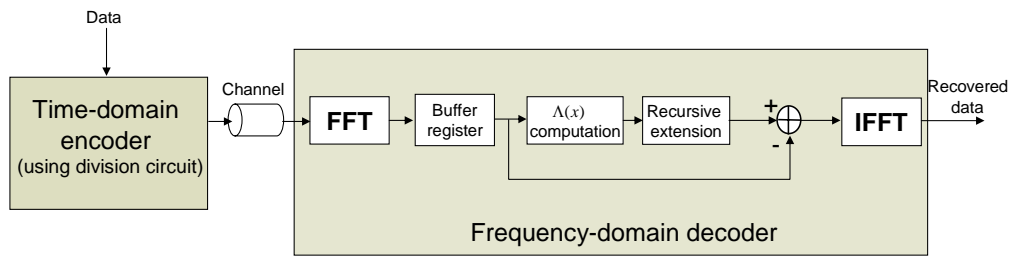 Data
Time-domain
encoder
(using division circuit)
Channel
FFT
Buffer
register
Λ(x)
computation
Recursive
extension
+
-
IFFT
Recovered
data
Frequency-domain decoder